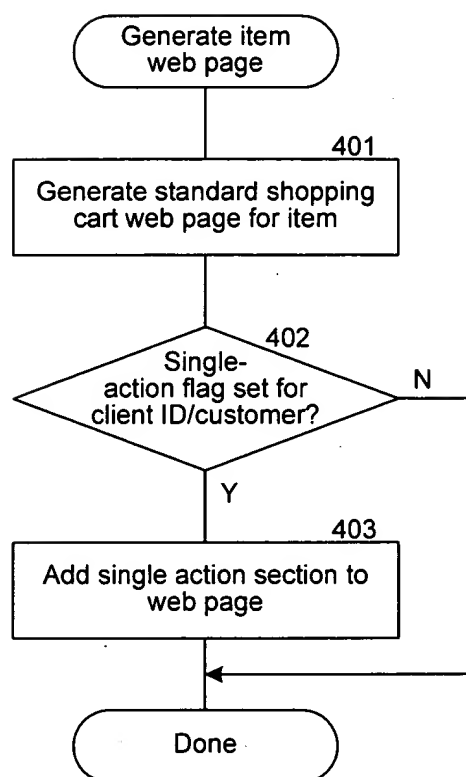 Generate item
web page
401
Generate standard shopping
cart web page for item
402
Single-
action flag set for
client ID/customer?
N
Y
403
Add single action section to
web page
Done